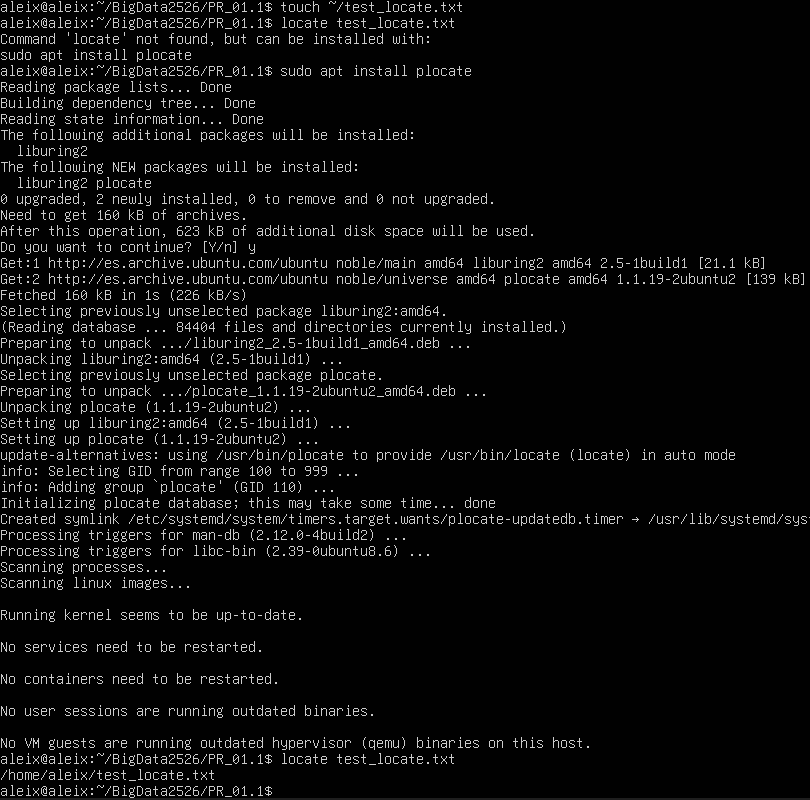 aleix@aleix:~/BigData2526/PR_01.1$ touch ~/test_locate.txt
aleix@aleix:~/BigData2526/PR_01.1$ locate test_locate.txt
Command 'locate' not found, but can be installed with:
sudo apt install plocate
aleix@aleix:~/BigData2526/PR_01.1$ sudo apt install plocate
Reading package lists... Done
Building dependency tree... Done
Reading state information... Done
The following additional packages will be installed:
  liburing2
The following NEW packages will be installed:
  liburing2 plocate
0 upgraded, 2 newly installed, 0 to remove and 0 not upgraded.
Need to get 160 kB of archives.
After this operation, 623 kB of additional disk space will be used.
Do you want to continue? [Y/n] y
Get:1 http://es.archive.ubuntu.com/ubuntu noble/main amd64 liburing2 amd64 2.5-1build1 [21.1 kB]
Get:2 http://es.archive.ubuntu.com/ubuntu noble/universe amd64 plocate amd64 1.1.19-2ubuntu2 [139 kB]
Fetched 160 kB in 1s (226 kB/s)
Selecting previously unselected package liburing2:amd64.
(Reading database ... 84404 files and directories currently installed.)
Preparing to unpack .../liburing2_2.5-1build1_amd64.deb ...
Unpacking liburing2:amd64 (2.5-1build1) ...
Selecting previously unselected package plocate.
Preparing to unpack .../plocate_1.1.19-2ubuntu2_amd64.deb ...
Unpacking plocate (1.1.19-2ubuntu2) ...
Setting up liburing2:amd64 (2.5-1build1) ...
Setting up plocate (1.1.19-2ubuntu2) ...
update-alternatives: using /usr/bin/plocate to provide /usr/bin/locate (locate) in auto mode
info: Selecting GID from range 100 to 999 ...
info: Adding group `plocate' (GID 110) ...
Initializing plocate database; this may take some time... done
Created symlink /etc/systemd/system/timers.target.wants/plocate-updatedb.timer → /usr/lib/systemd/sys
Processing triggers for man-db (2.12.0-4build2) ...
Processing triggers for libc-bin (2.39-0ubuntu8.6) ...
Scanning processes...
Scanning linux images...
Running kernel seems to be up-to-date.
No services need to be restarted.
No containers need to be restarted.
No user sessions are running outdated binaries.
No VM guests are running outdated hypervisor (qemu) binaries on this host.
aleix@aleix:~/BigData2526/PR_01.1$ locate test_locate.txt
/home/aleix/test_locate.txt
aleix@aleix:~/BigData2526/PR_01.1$